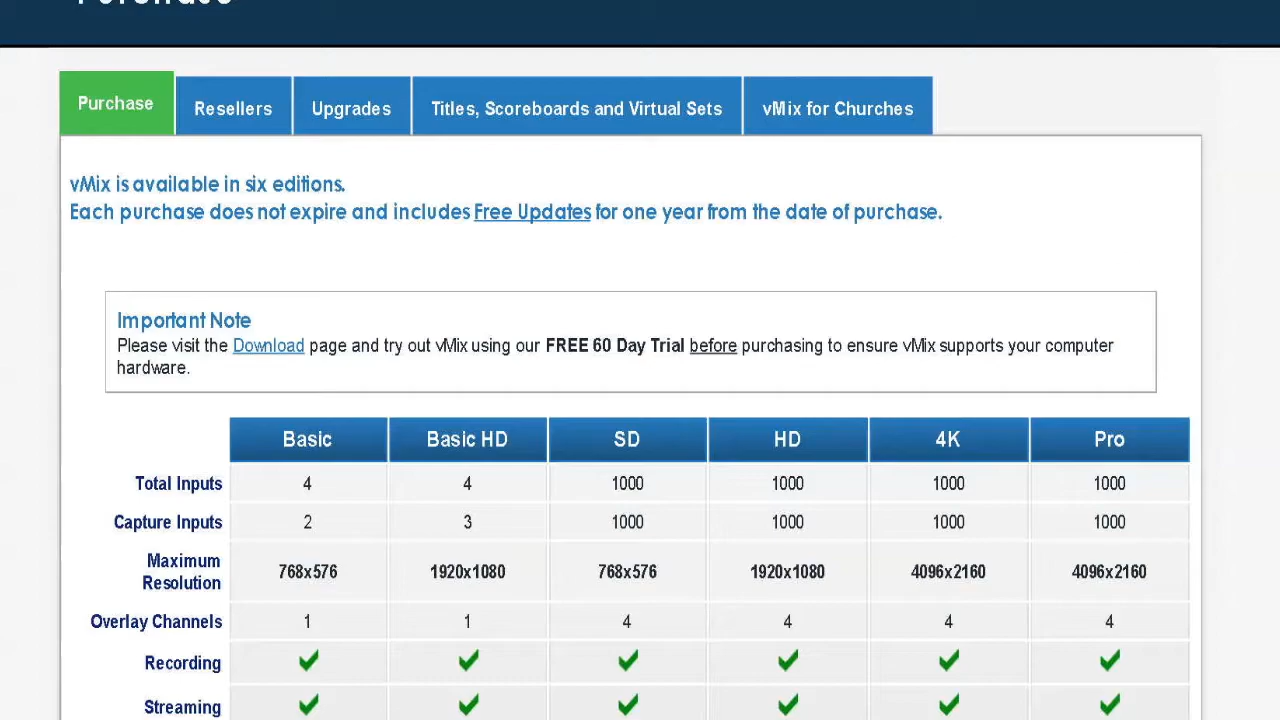 Purchase
Purchase Resellers Upgrades Titles, Scoreboards and Virtual Sets vMix for Churches
vMix is available in six editions.
Each purchase does not expire and includes Free Updates for one year from the date of purchase.
Important Note
Please visit the Download page and try out vMix using our FREE 60 Day Trial before purchasing to ensure vMix supports your computer
hardware.
Basic Basic HD SD HD 4K Pro
Total Inputs 4 4 1000 1000 1000 1000
Capture Inputs 2 3 1000 1000 1000 1000
Maximum
Resolution 768x576 1920x1080 768x576 1920x1080 4096x2160 4096x2160
Overlay Channels 1 1 4 4 4 4
Recording
Streaming